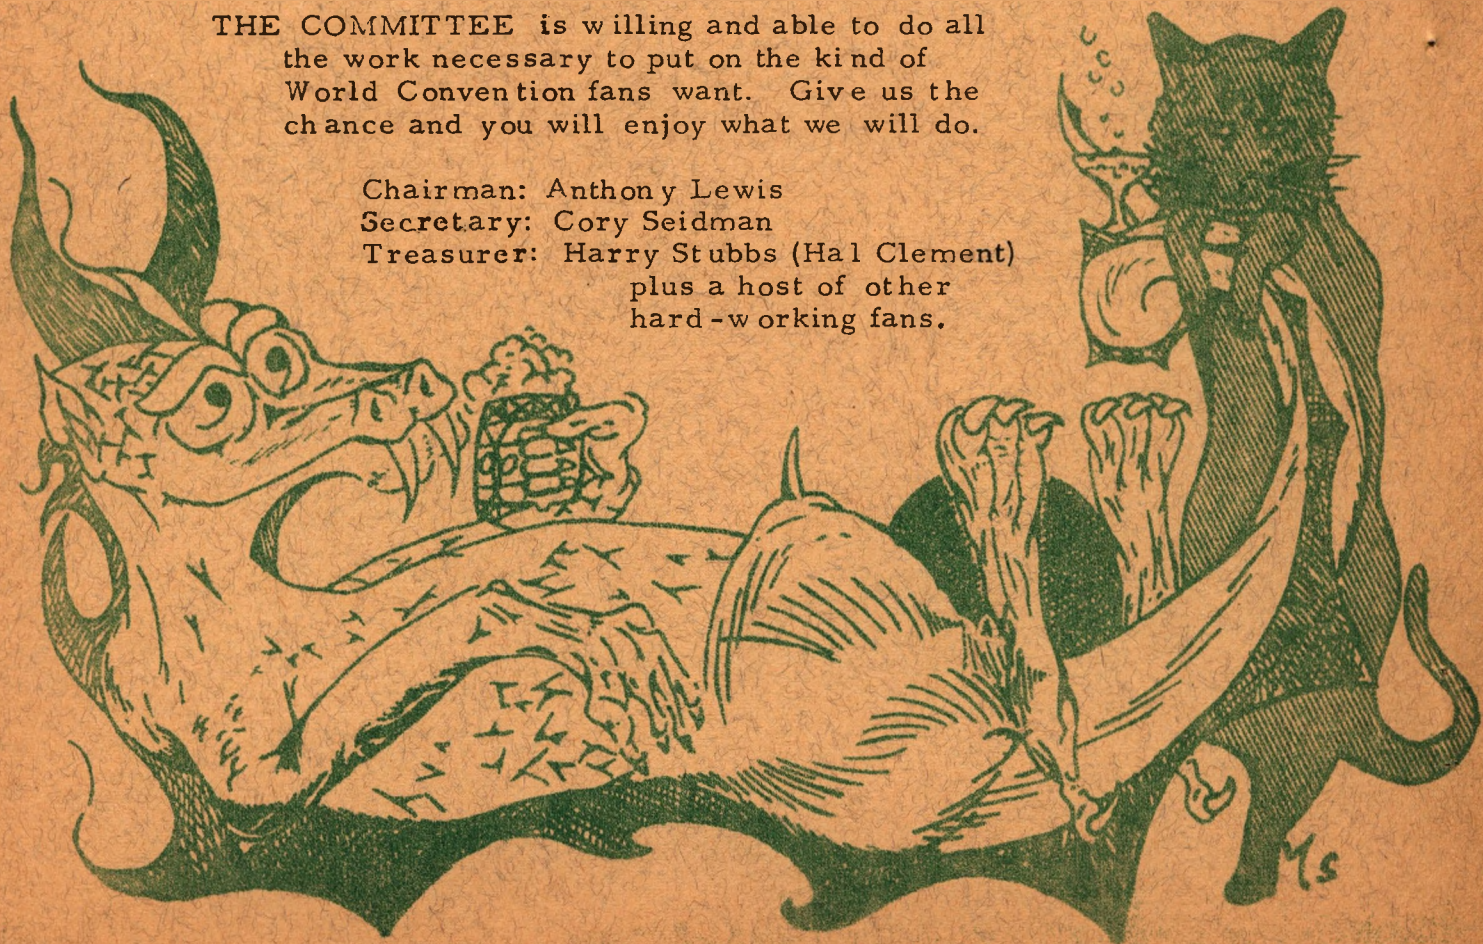 THE COMMITTEE is willing and able to do all
the work necessary to put on the kind of
World Convention fans want. Give us the
chance and you will enjoy what we will do.
Chairman: Anthony Lewis
Secretary: Cory Seidman
Treasurer: Harry Stubbs (Hal Clement)
plus a host of other
hard-working fans.
MS